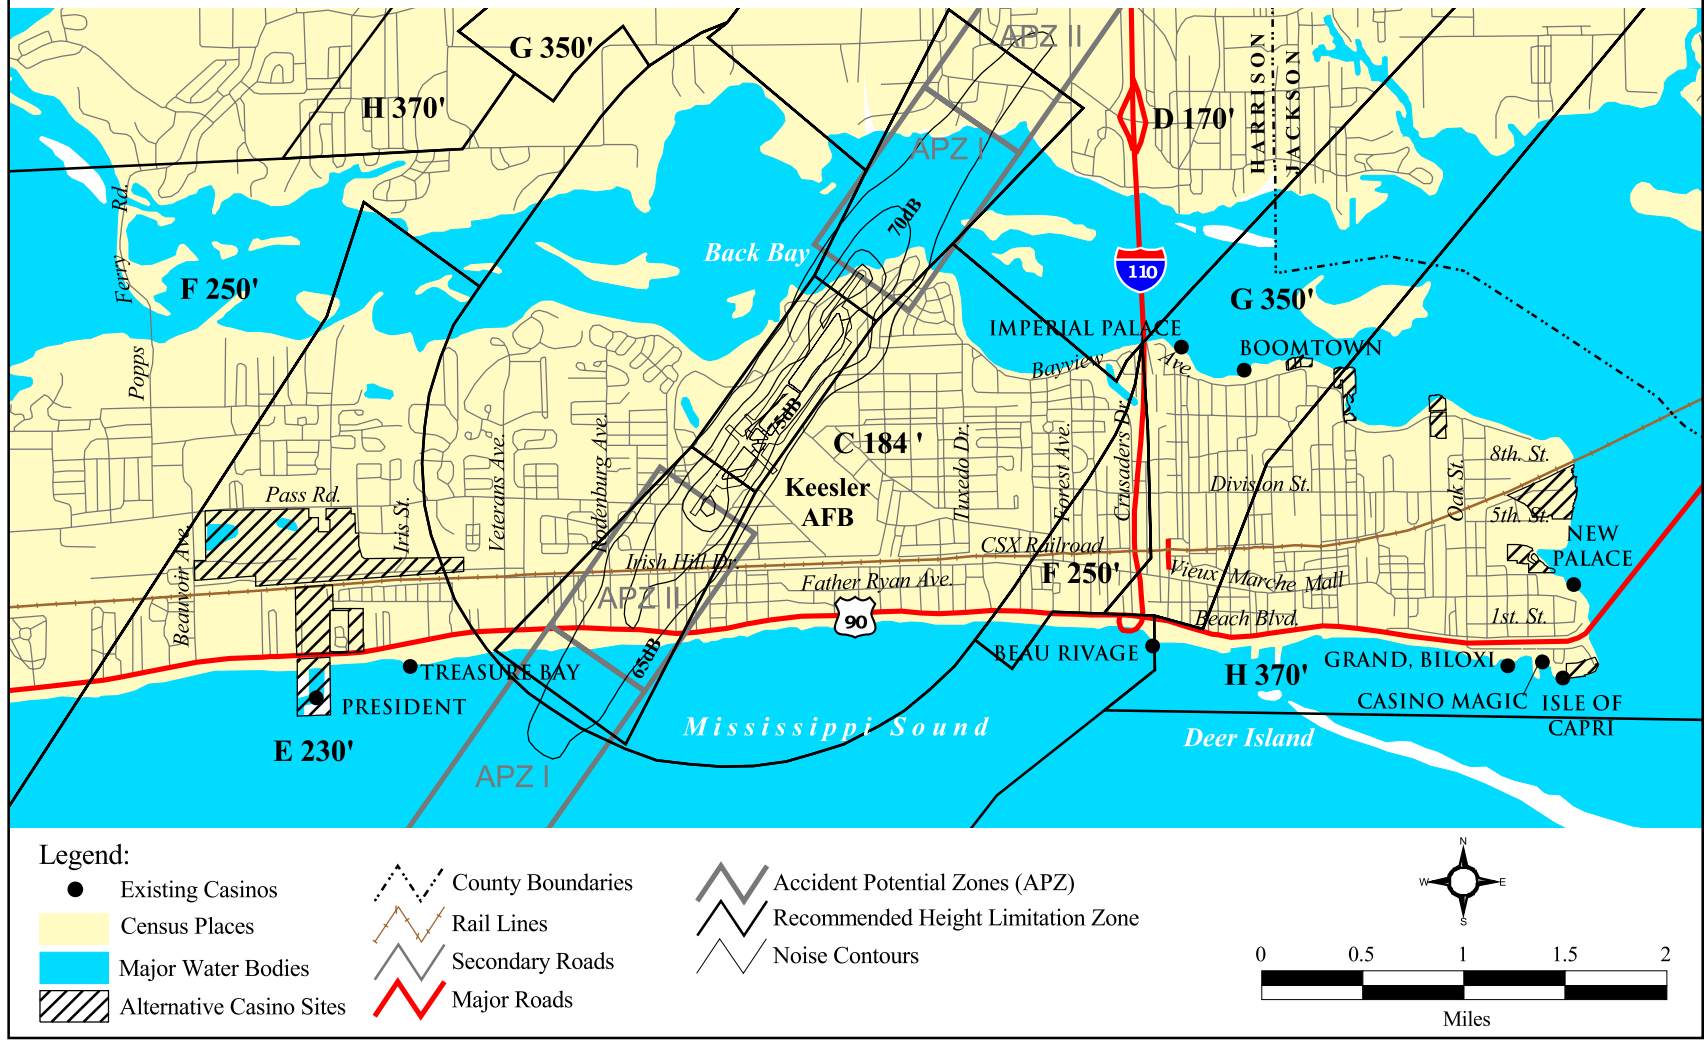 G 350'
APZ II
H 370'
D 170'
HARRISON
JACKSON
APZ I
Ferry Rd.
70dB
Back Bay
110
F 250'
G 350'
IMPERIAL PALACE
BOOMTOWN
Bayview Ave.
Popps
75dB
C 184 '
Keesler
AFB
Tuxedo Dr.
Forest Ave.
Crusaders Dr.
Division St.
Oak St.
8th. St.
5th. St.
Pass Rd.
Iris St.
Veterans Ave.
Rodenburg Ave.
Beauvoir Ave.
NEW
PALACE
CSX Railroad
Irish Hill Dr.
Father Ryan Ave.
F 250'
Vieux Marche Mall
APZ II
90
Beach Blvd.
1st. St.
65dB
BEAU RIVAGE
H 370'
GRAND, BILOXI
TREASURE BAY
PRESIDENT
CASINO MAGIC
ISLE OF
CAPRI
Mississippi Sound
Deer Island
E 230'
APZ I
Legend:
Existing Casinos
Census Places
Major Water Bodies
Alternative Casino Sites
County Boundaries
Rail Lines
Secondary Roads
Major Roads
Accident Potential Zones (APZ)
Recommended Height Limitation Zone
Noise Contours
N
W
E
S
0 0.5 1 1.5 2
Miles